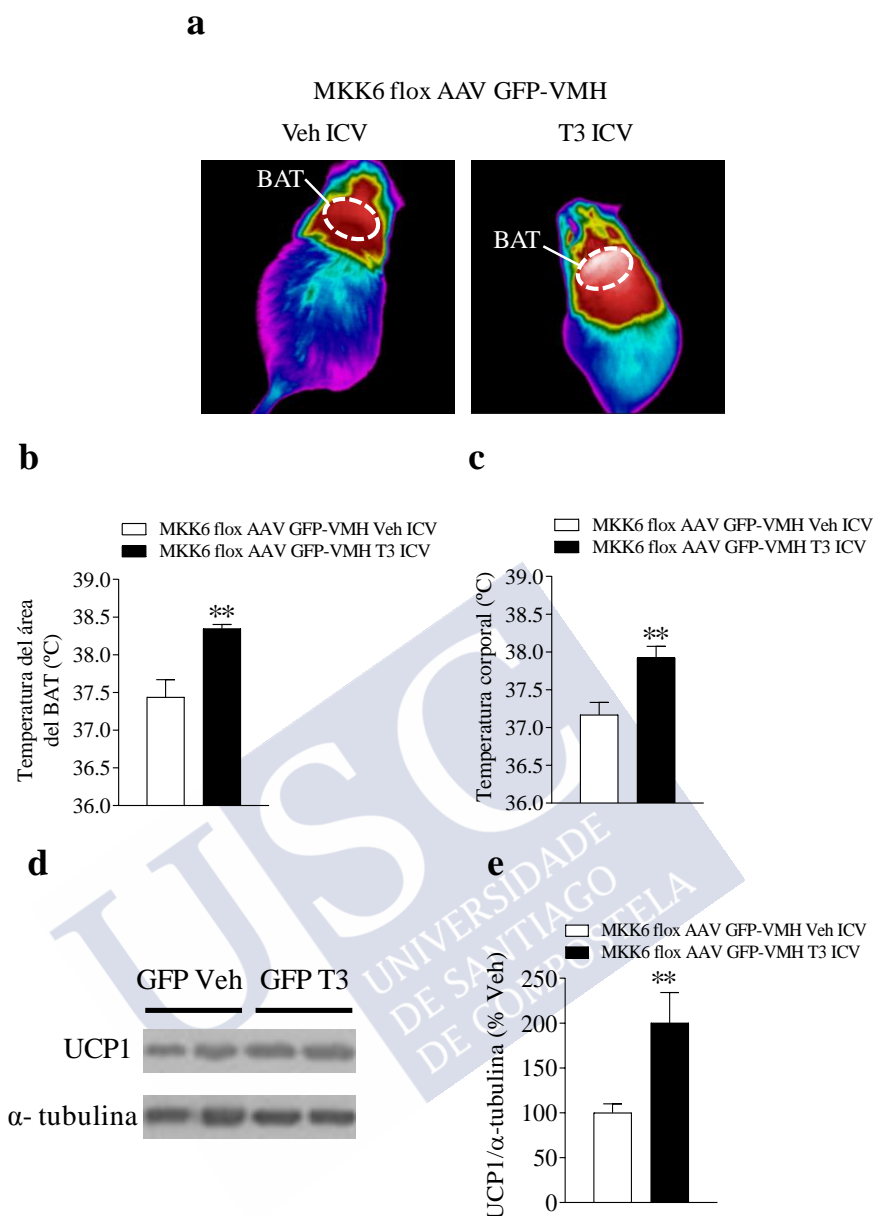 a
MKK6 flox AAV GFP-VMH
Veh ICV
T3 ICV
BAT
BAT
b
MKK6 flox AAV GFP-VMH Veh ICV
MKK6 flox AAV GFP-VMH T3 ICV
Temperatura del área
del BAT (ºC)
39.0
38.5
38.0
37.5
37.0
36.5
36.0
**
c
MKK6 flox AAV GFP-VMH Veh ICV
MKK6 flox AAV GFP-VMH T3 ICV
Temperatura corporal (ºC)
39.0
38.5
38.0
37.5
37.0
36.5
36.0
**
USC
UNIVERSIDADE
DE SANTIAGO
DE COMPOSTELA
d
GFP Veh GFP T3
UCP1
α- tubulina
e
MKK6 flox AAV GFP-VMH Veh ICV
MKK6 flox AAV GFP-VMH T3 ICV
UCP1/α-tubulina (% Veh)
250
200
150
100
50
0
**